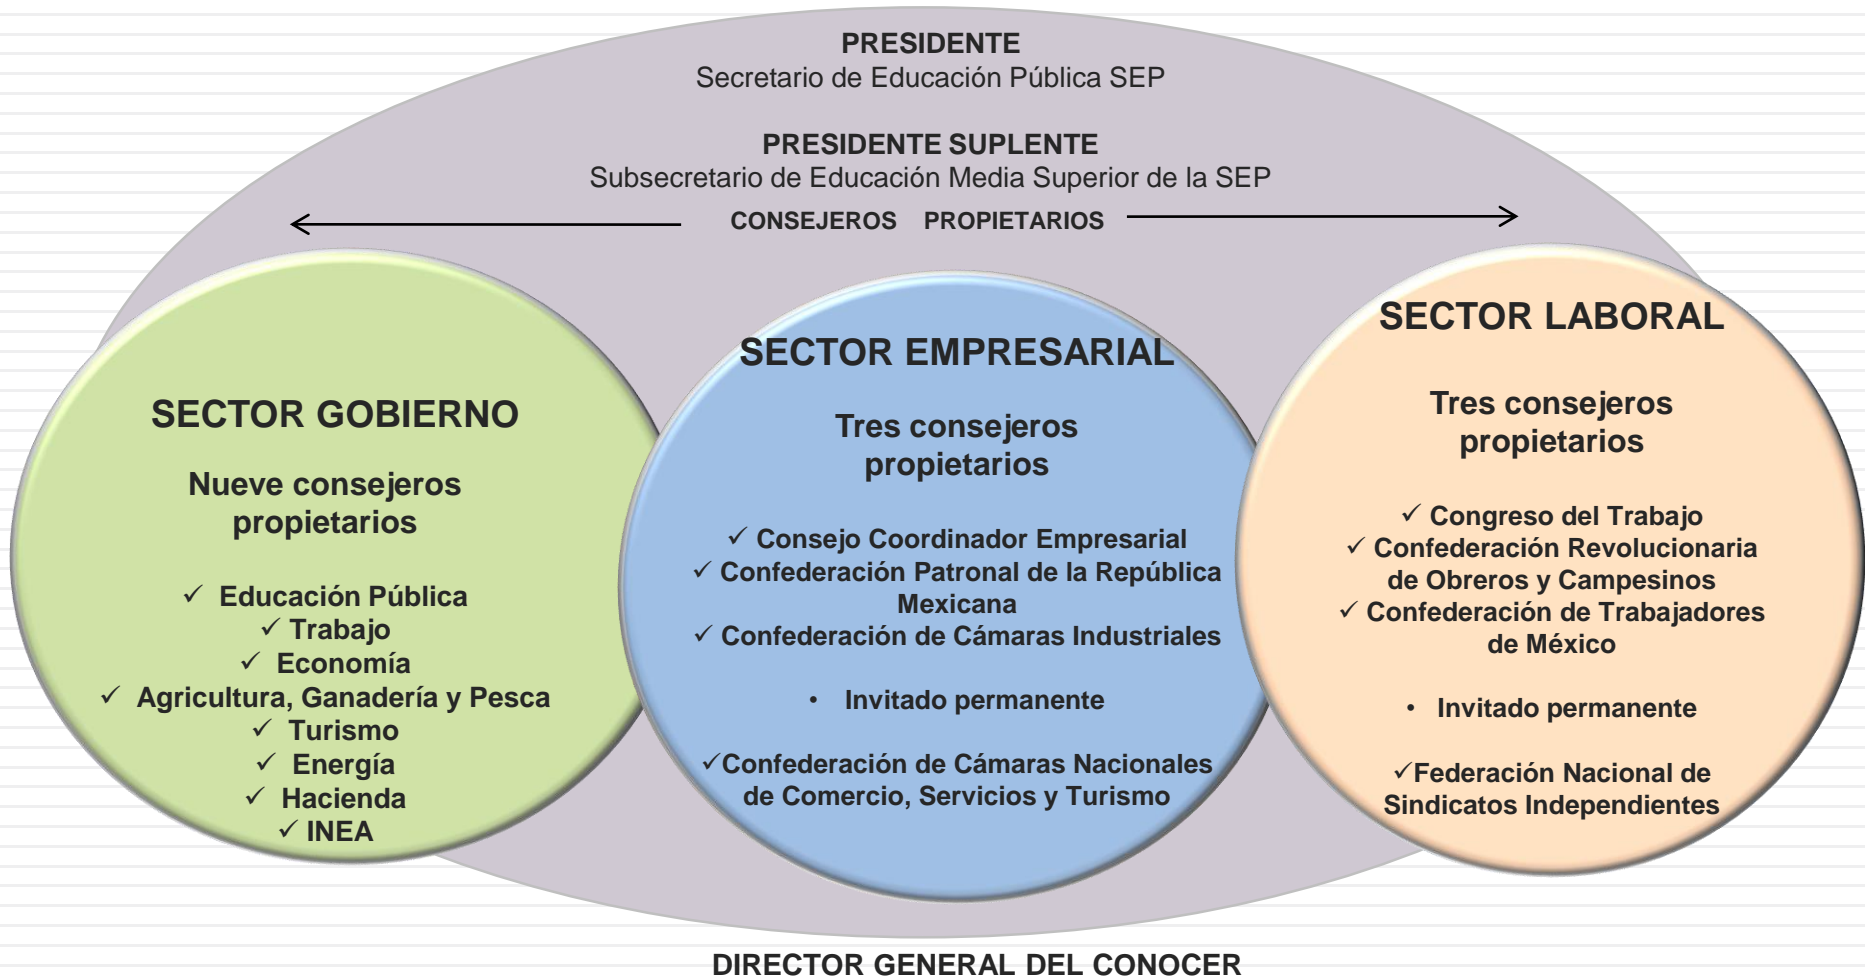 PRESIDENTE
Secretario de Educación Pública SEP
PRESIDENTE SUPLENTE
Subsecretario de Educación Media Superior de la SEP
CONSEJEROS PROPIETARIOS
SECTOR GOBIERNO
Nueve consejeros
propietarios
✓ Educación Pública
✓ Trabajo
✓ Economía
✓ Agricultura, Ganadería y Pesca
✓ Turismo
✓ Energía
✓ Hacienda
✓ INEA
SECTOR EMPRESARIAL
Tres consejeros
propietarios
✓ Consejo Coordinador Empresarial
✓ Confederación Patronal de la República
Mexicana
✓ Confederación de Cámaras Industriales
• Invitado permanente
✓Confederación de Cámaras Nacionales
de Comercio, Servicios y Turismo
SECTOR LABORAL
Tres consejeros
propietarios
✓ Congreso del Trabajo
✓ Confederación Revolucionaria
de Obreros y Campesinos
✓ Confederación de Trabajadores
de México
• Invitado permanente
✓Federación Nacional de
Sindicatos Independientes
DIRECTOR GENERAL DEL CONOCER